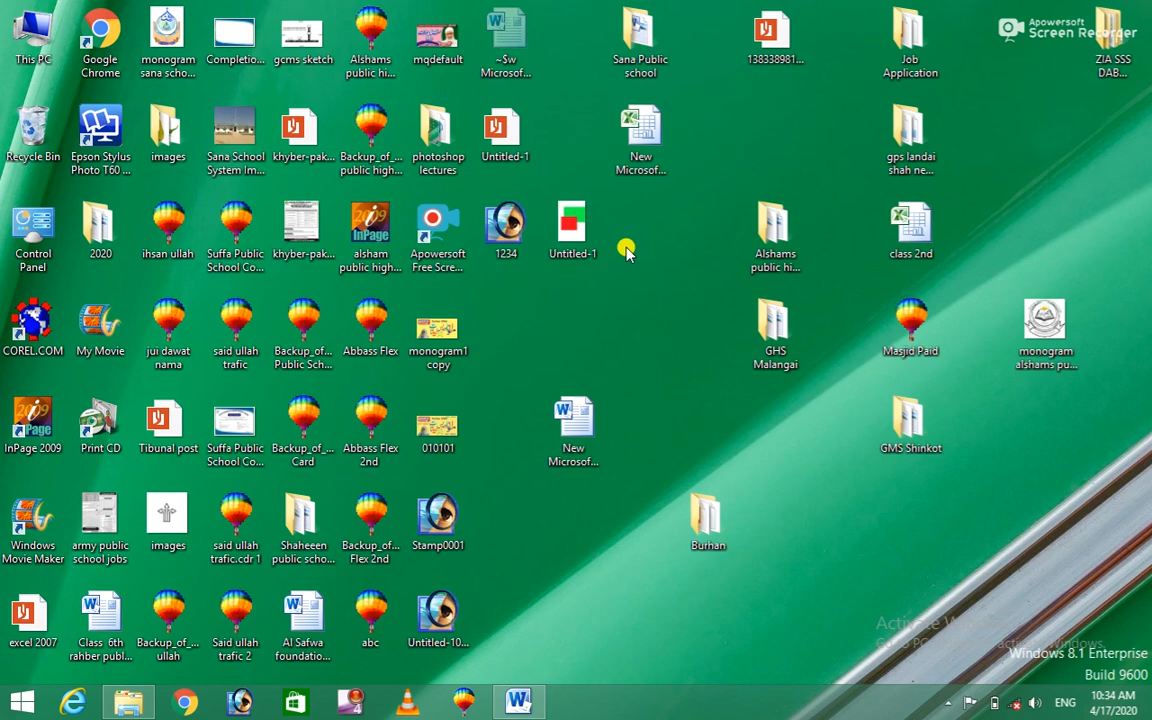 This PC
Google
Chrome
monogram
sana scho...
Completio...
gcms sketch
Alshams
public hi...
mqdefault
~$w
Microsof...
Sana Public
school
138338981...
Job
Application
Apowersoft
Screen Recorder
ZIA SSS
DAB...
Recycle Bin
Epson Stylus
Photo T60 ...
images
Sana School
System Im...
khyber-pak...
Backup_of_...
public high...
photoshop
lectures
Untitled-1
New
Microsof...
gps landai
shah ne...
Control
Panel
2020
ihsan ullah
Suffa Public
School Co...
khyber-pak...
2009
InPage
alsham
public high...
Apowersoft
Free Scre...
1234
Untitled-1
Alshams
public hi...
class 2nd
COREL.COM
My Movie
jui dawat
nama
said ullah
trafic
Backup_of...
Public Sch...
Abbass Flex
monogram1
copy
GHS
Malangai
Masjid Paid
monogram
alshams pu...
2009
InPage
InPage 2009
Print CD
Tibunal post
Suffa Public
School Co...
Backup_of_...
Card
Abbass Flex
2nd
010101
New
Microsof...
GMS Shinkot
Windows
Movie Maker
army public
school jobs
images
said ullah
trafic.cdr 1
Shaheeen
public scho...
Backup_of...
Flex 2nd
Stamp0001
Burhan
excel 2007
Class  6th
rahber publ...
Backup_of_...
ullah
Said ullah
trafic 2
Al Safwa
foundatio...
abc
Untitled-10...
Activate W
Windows 8.1 Enterprise
Build 9600
ENG
10:34 AM
4/17/2020